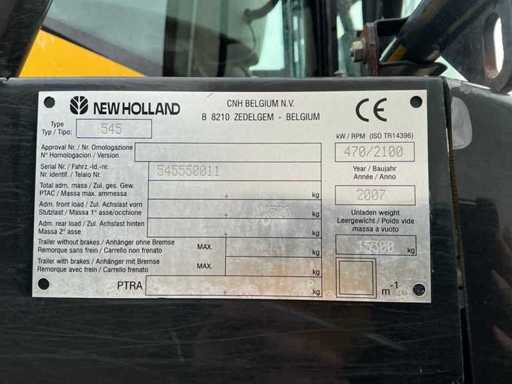 NEW HOLLAND
CNH BELGIUM N.V.
B 8210 ZEDELGEM - BELGIUM
CE
Type
Typ / Tipo: 545
kW / RPM (ISO TR14396)
470/2100
Approval Nr./ Nr. Omologazione
N° Homologacion / Version
Serial Nr./ Fahrz.-Id.-nr.
Nr. identif. / Telaio Nr. 545550011
Year / Baujahr
Année / Anno
2007
Total adm. mass / Zul. ges. Gew.
PTAC / Massa max. ammessa kg
Adm. front load / Zul. Achslast vorn
Stutzlast / Massa 1° asse/occhione kg
Unladen weight
Leergewicht / Poids vide
massa à vuoto
15300
kg
Adm. rear load / Zul. Achslast hinten
Massa 2° asse kg
Trailer without brakes / Anhänger ohne Bremse
Remorque sans frein / Carrello non frenato MAX. kg
Trailer with brakes / Anhänger mit Bremse
Remorque avec frein / Carrello frenato MAX. kg
PTRA kg
m-1